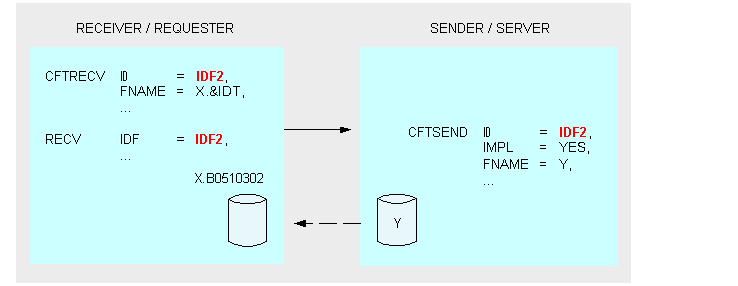 RECEIVER / REQUESTER
CFTRECV ID = IDF2,
FNAME = X.&IDT,
...
RECV IDF = IDF2,
...
X.B0510302
SENDER / SERVER
CFTSEND ID = IDF2,
IMPL = YES,
FNAME = Y,
...
Y